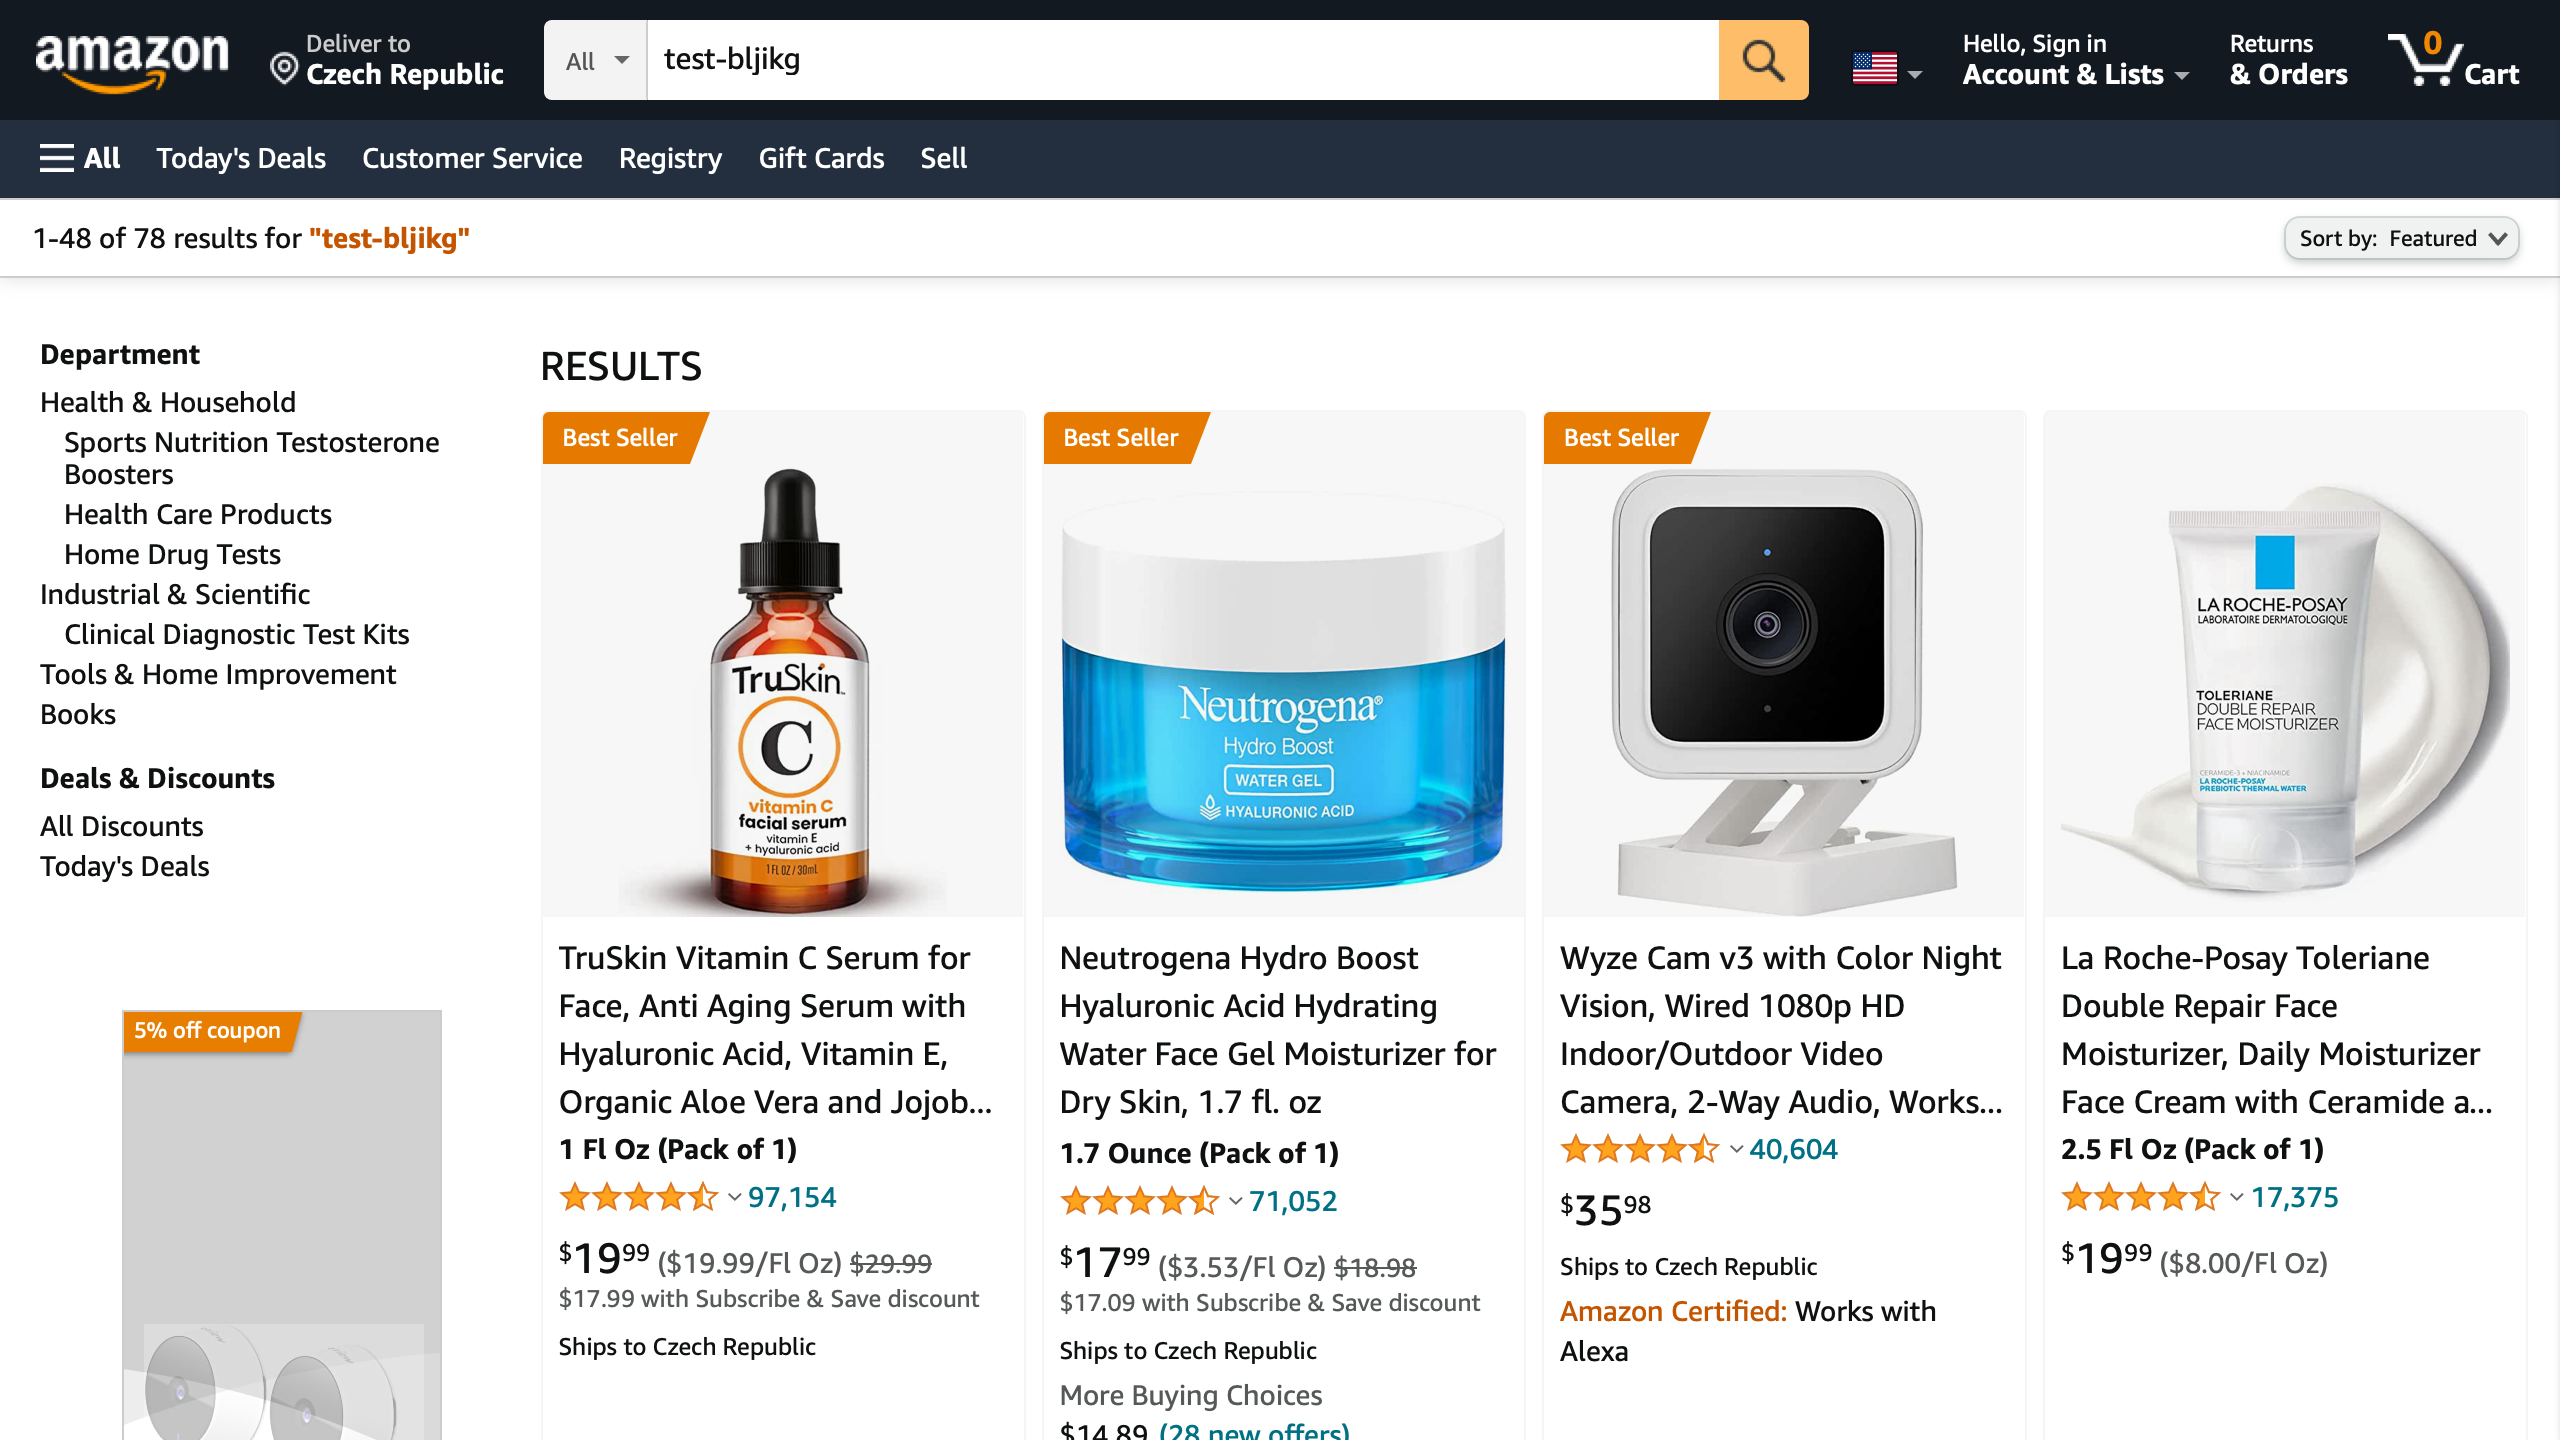 amazon
Deliver to
Czech Republic
All
test-bljikg
Hello, Sign in
Account & Lists
Returns
& Orders
0
Cart
All
Today's Deals
Customer Service
Registry
Gift Cards
Sell
1-48 of 78 results for "test-bljikg"
Sort by: Featured
Department
Health & Household
Sports Nutrition Testosterone
Boosters
Health Care Products
Home Drug Tests
Industrial & Scientific
Clinical Diagnostic Test Kits
Tools & Home Improvement
Books
Deals & Discounts
All Discounts
Today's Deals
5% off coupon
RESULTS
Best Seller
TruSkin
C
vitamin C
facial serum
vitamin E
+ hyaluronic acid
1 FL OZ / 30mL
TruSkin Vitamin C Serum for
Face, Anti Aging Serum with
Hyaluronic Acid, Vitamin E,
Organic Aloe Vera and Jojob...
1 Fl Oz (Pack of 1)
97,154
$19.99 ($19.99/Fl Oz) $29.99
$17.99 with Subscribe & Save discount
Ships to Czech Republic
Best Seller
Neutrogena®
Hydro Boost
WATER GEL
HYALURONIC ACID
Neutrogena Hydro Boost
Hyaluronic Acid Hydrating
Water Face Gel Moisturizer for
Dry Skin, 1.7 fl. oz
1.7 Ounce (Pack of 1)
71,052
$17.99 ($3.53/Fl Oz) $18.98
$17.09 with Subscribe & Save discount
Ships to Czech Republic
More Buying Choices
$14.89 (28 new offers)
Best Seller
Wyze Cam v3 with Color Night
Vision, Wired 1080p HD
Indoor/Outdoor Video
Camera, 2-Way Audio, Works...
40,604
$35.98
Ships to Czech Republic
Amazon Certified: Works with
Alexa
LA ROCHE-POSAY
LABORATOIRE DERMATOLOGIQUE
TOLERIANE
DOUBLE REPAIR
FACE MOISTURIZER
CERAMIDE-3 + NIACINAMIDE
LA ROCHE-POSAY
PREBIOTIC THERMAL WATER
La Roche-Posay Toleriane
Double Repair Face
Moisturizer, Daily Moisturizer
Face Cream with Ceramide a...
2.5 Fl Oz (Pack of 1)
17,375
$19.99 ($8.00/Fl Oz)